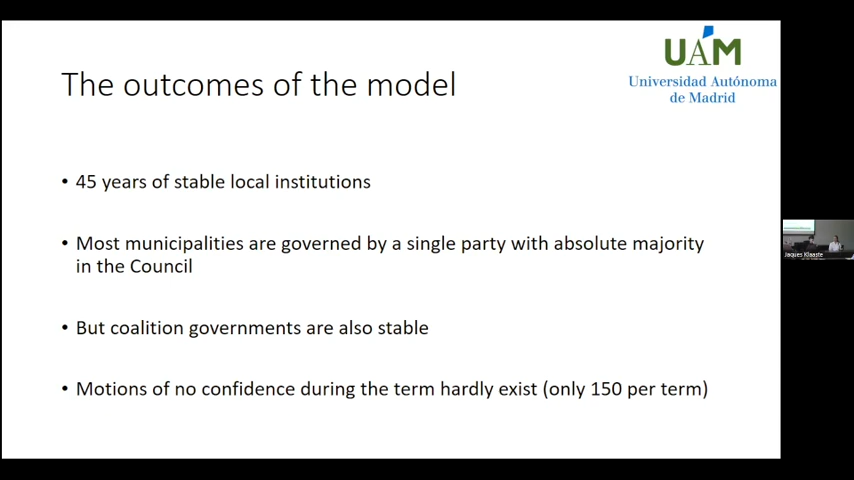 UAM
Universidad Autónoma
de Madrid
The outcomes of the model
• 45 years of stable local institutions
• Most municipalities are governed by a single party with absolute majority
in the Council
• But coalition governments are also stable
• Motions of no confidence during the term hardly exist (only 150 per term)
Jaques Klaaste